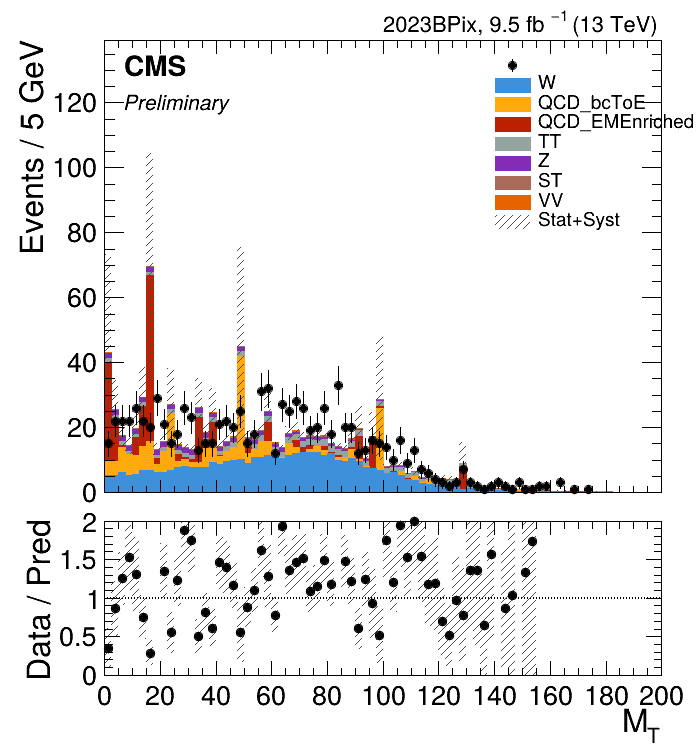 2023BPix, 9.5 fb⁻¹ (13 TeV)
CMS
Preliminary
W
QCD_bcToE
QCD_EMEnriched
TT
Z
ST
VV
Stat+Syst
Events / 5 GeV
120
100
80
60
40
20
0
Data / Pred
2
1.5
1
0.5
0
0 20 40 60 80 100 120 140 160 180 200
M_T